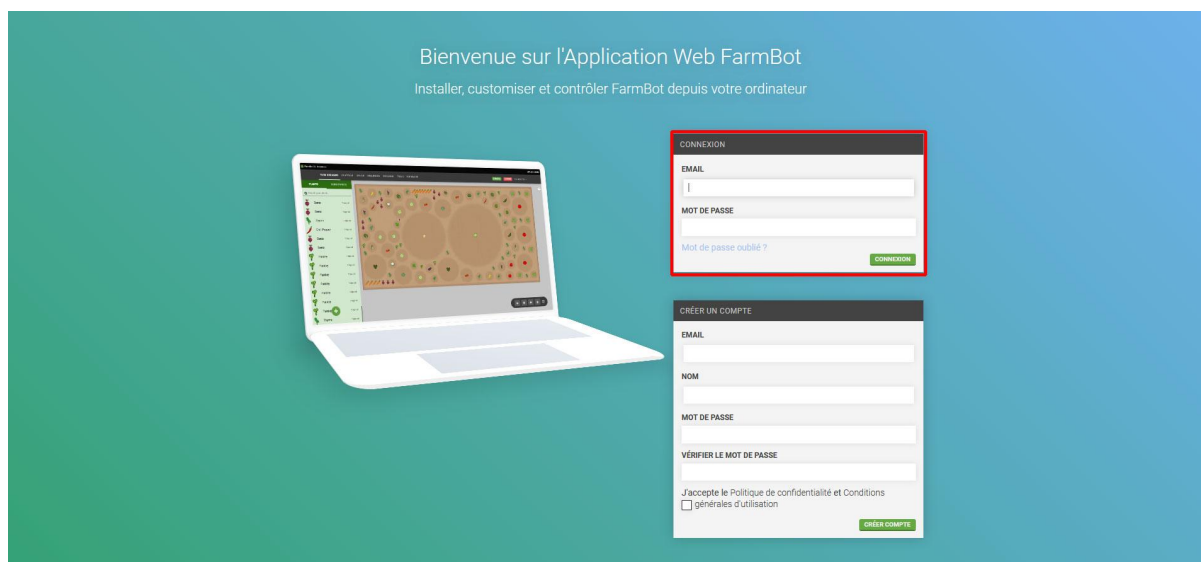 Bienvenue sur l'Application Web FarmBot
Installer, customiser et contrôler FarmBot depuis votre ordinateur
CONNEXION
EMAIL
MOT DE PASSE
Mot de passe oublié ?
CONNEXION
CRÉER UN COMPTE
EMAIL
NOM
MOT DE PASSE
VÉRIFIER LE MOT DE PASSE
J'accepte le Politique de confidentialité et Conditions
générales d'utilisation
CRÉER COMPTE